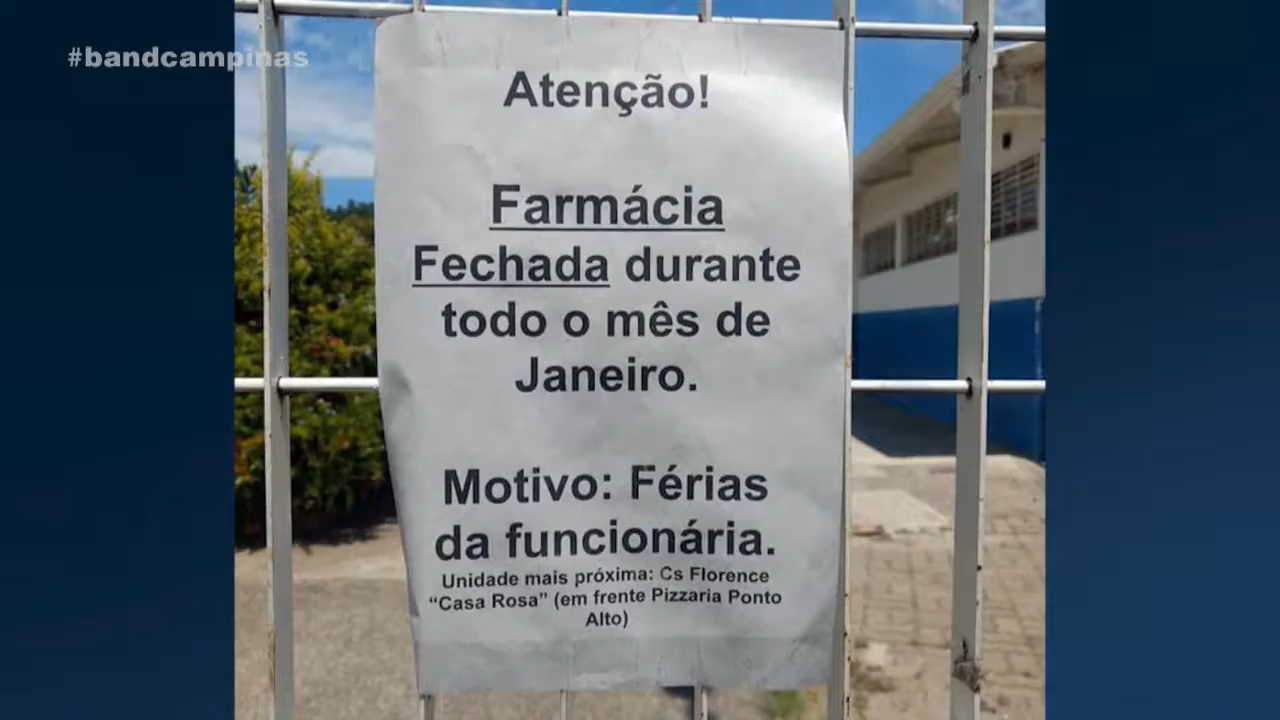 #bandcampinas
Atenção!
Farmácia
Fechada durante
todo o mês de
Janeiro.
Motivo: Férias
da funcionária.
Unidade mais próxima: Cs Florence
“Casa Rosa” (em frente Pizzaria Ponto
Alto)